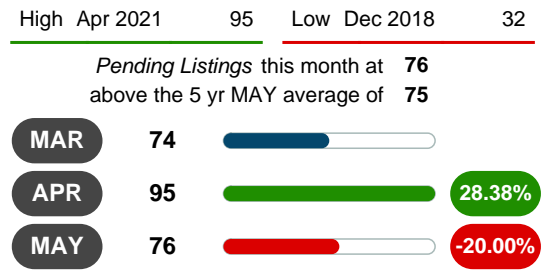 High Apr 2021 95 Low Dec 2018 32
Pending Listings this month at 76
above the 5 yr MAY average of 75
MAR 74
APR 95 28.38%
MAY 76 -20.00%